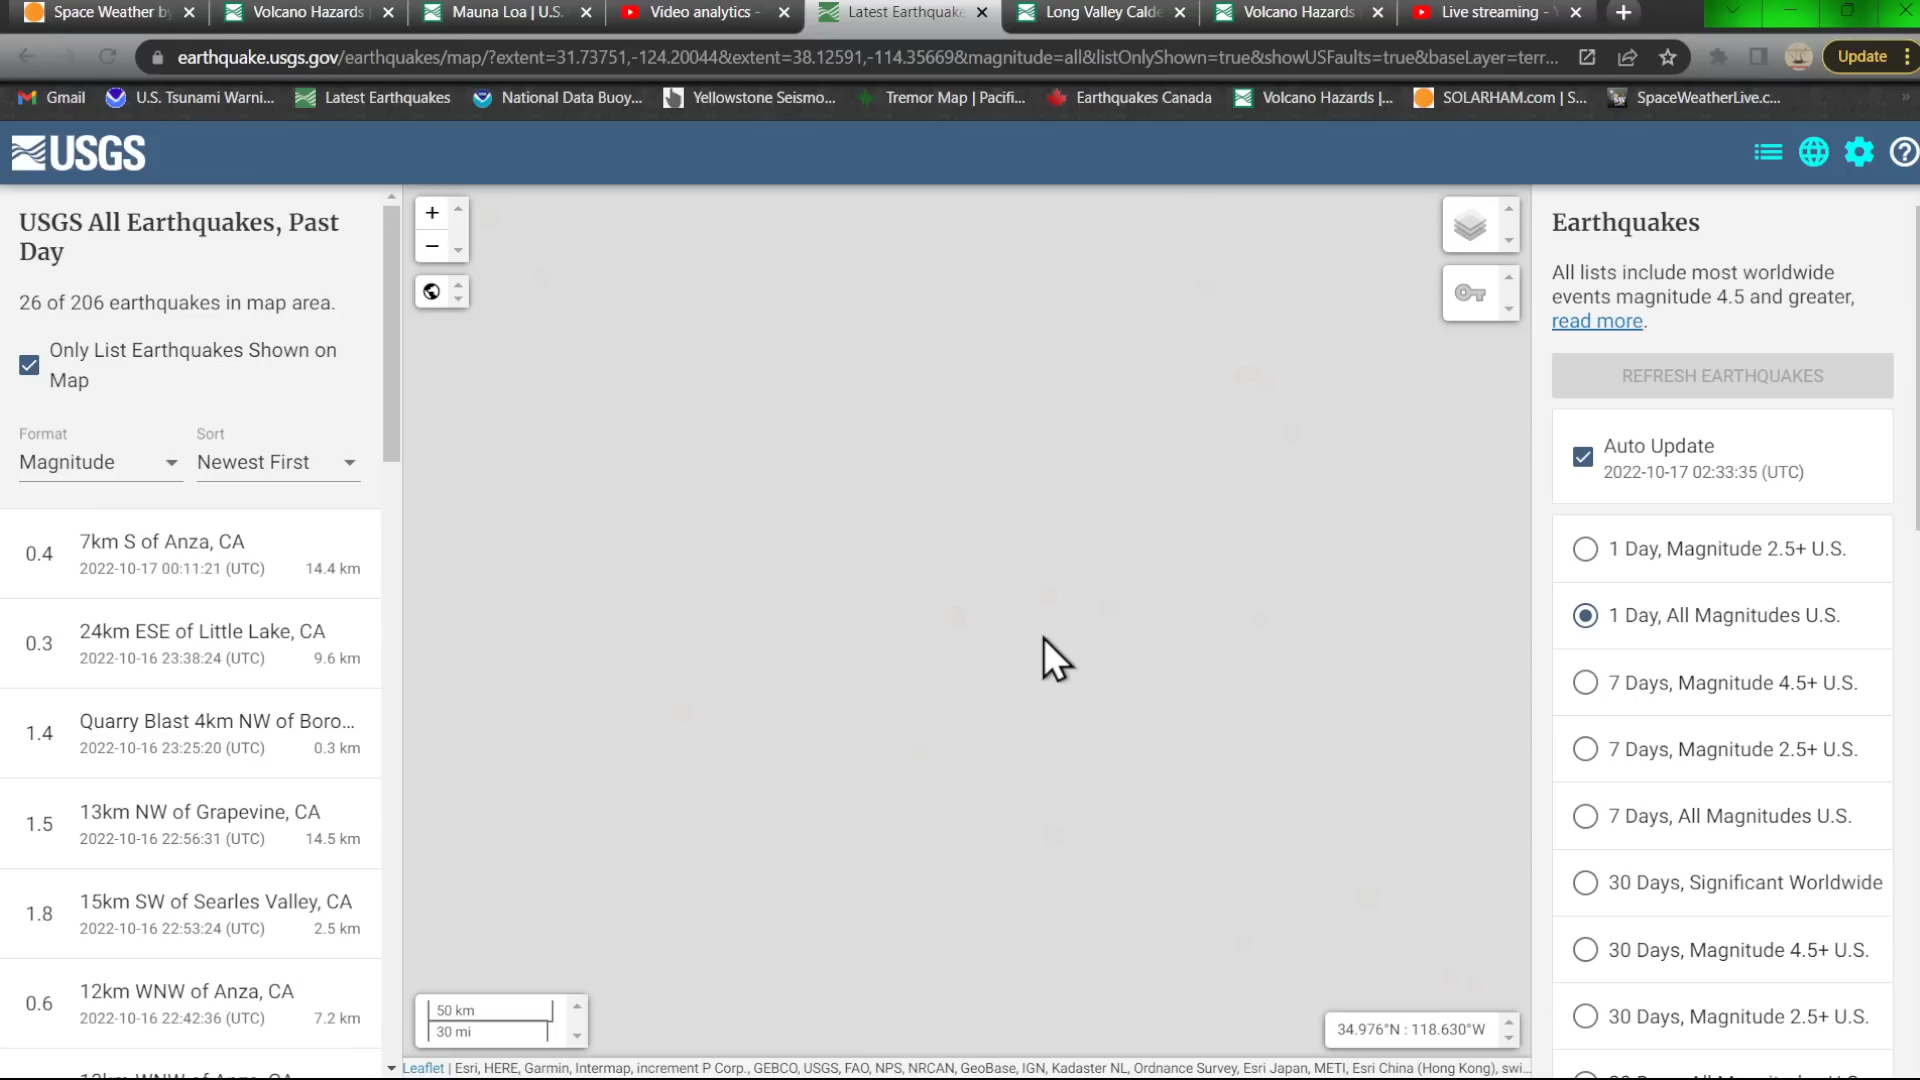 Space Weather by
Volcano Hazards
Mauna Loa | U.S.
Video analytics -
Latest Earthquake
Long Valley Calde
Volcano Hazards
Live streaming -
earthquake.usgs.gov/earthquakes/map/?extent=31.73751,-124.20044&extent=38.12591,-114.35669&magnitude=all&listOnlyShown=true&showUSFaults=true&baseLayer=terr...
Update
Gmail
U.S. Tsunami Warni...
Latest Earthquakes
National Data Buoy...
Yellowstone Seismo...
Tremor Map | Pacifi...
Earthquakes Canada
Volcano Hazards |...
SOLARHAM.com | S...
SpaceWeatherLive.c...
USGS
USGS All Earthquakes, Past
Day
26 of 206 earthquakes in map area.
Only List Earthquakes Shown on
Map
Format
Sort
Magnitude
Newest First
0.4
7km S of Anza, CA
2022-10-17 00:11:21 (UTC)
14.4 km
0.3
24km ESE of Little Lake, CA
2022-10-16 23:38:24 (UTC)
9.6 km
1.4
Quarry Blast 4km NW of Boro...
2022-10-16 23:25:20 (UTC)
0.3 km
1.5
13km NW of Grapevine, CA
2022-10-16 22:56:31 (UTC)
14.5 km
1.8
15km SW of Searles Valley, CA
2022-10-16 22:53:24 (UTC)
2.5 km
0.6
12km WNW of Anza, CA
2022-10-16 22:42:36 (UTC)
7.2 km
+
−
50 km
30 mi
34.976°N : 118.630°W
Leaflet | Esri, HERE, Garmin, Intermap, increment P Corp., GEBCO, USGS, FAO, NPS, NRCAN, GeoBase, IGN, Kadaster NL, Ordnance Survey, Esri Japan, METI, Esri China (Hong Kong), swi...
Earthquakes
All lists include most worldwide
events magnitude 4.5 and greater,
read more.
REFRESH EARTHQUAKES
Auto Update
2022-10-17 02:33:35 (UTC)
1 Day, Magnitude 2.5+ U.S.
1 Day, All Magnitudes U.S.
7 Days, Magnitude 4.5+ U.S.
7 Days, Magnitude 2.5+ U.S.
7 Days, All Magnitudes U.S.
30 Days, Significant Worldwide
30 Days, Magnitude 4.5+ U.S.
30 Days, Magnitude 2.5+ U.S.